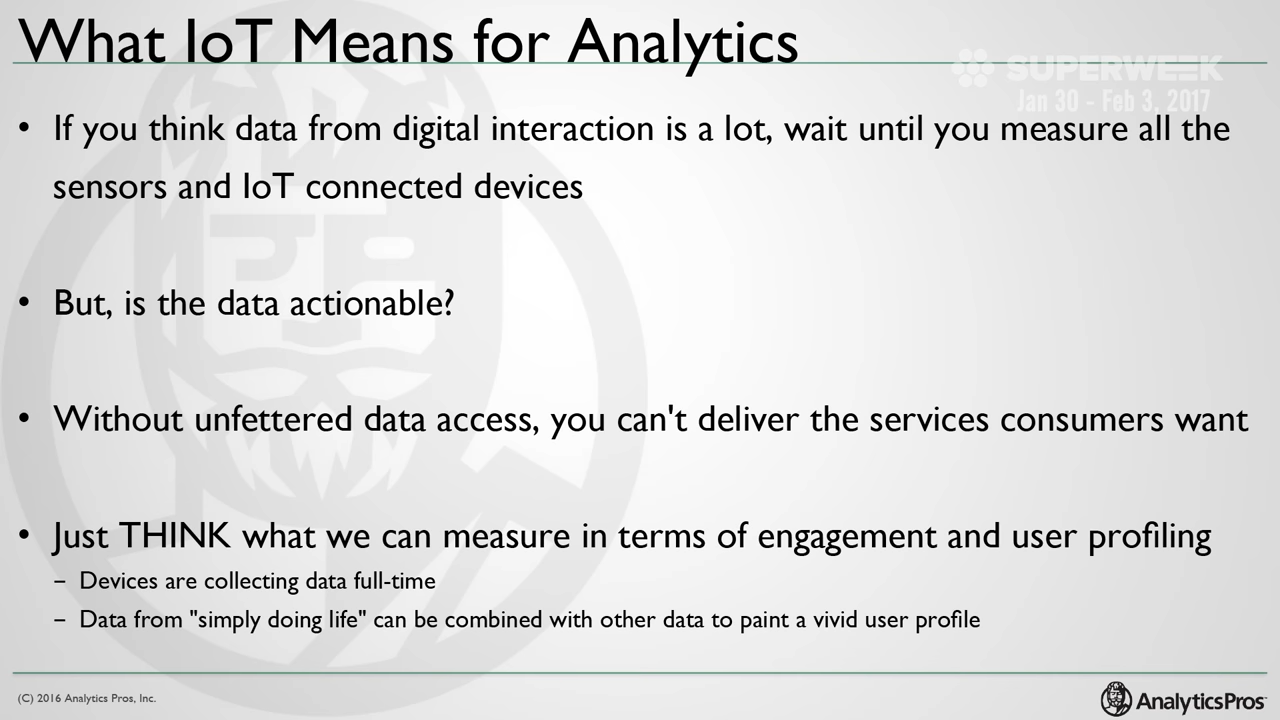 What IoT Means for Analytics
SUPERWEEK
Jan 30 - Feb 3, 2017
• If you think data from digital interaction is a lot, wait until you measure all the
sensors and IoT connected devices
• But, is the data actionable?
• Without unfettered data access, you can't deliver the services consumers want
• Just THINK what we can measure in terms of engagement and user profiling
– Devices are collecting data full-time
– Data from "simply doing life" can be combined with other data to paint a vivid user profile
(C) 2016 Analytics Pros, Inc.
AnalyticsPros